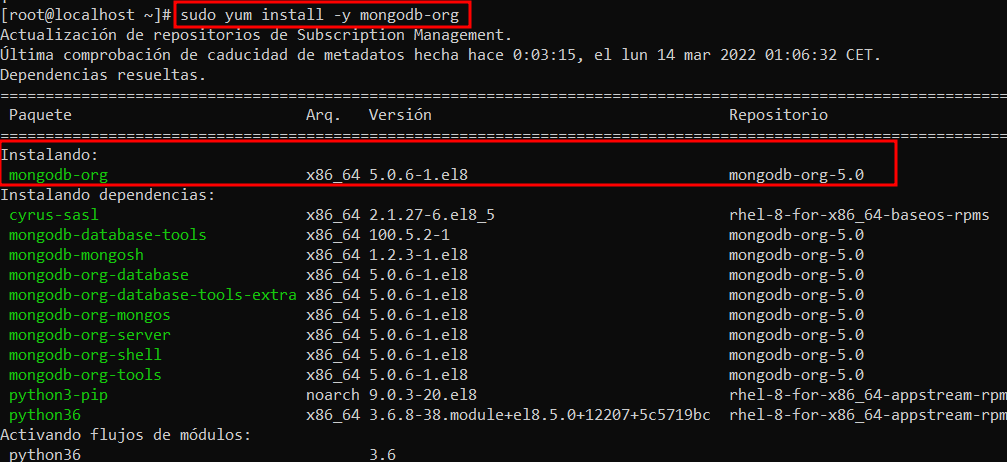 [root@localhost ~]# sudo yum install -y mongodb-org
Actualización de repositorios de Subscription Management.
Última comprobación de caducidad de metadatos hecha hace 0:03:15, el lun 14 mar 2022 01:06:32 CET.
Dependencias resueltas.
================================================================================================================
Paquete Arq. Versión Repositorio
================================================================================================================
Instalando:
mongodb-org x86_64 5.0.6-1.el8 mongodb-org-5.0
Instalando dependencias:
cyrus-sasl x86_64 2.1.27-6.el8_5 rhel-8-for-x86_64-baseos-rpms
mongodb-database-tools x86_64 100.5.2-1 mongodb-org-5.0
mongodb-mongosh x86_64 1.2.3-1.el8 mongodb-org-5.0
mongodb-org-database x86_64 5.0.6-1.el8 mongodb-org-5.0
mongodb-org-database-tools-extra x86_64 5.0.6-1.el8 mongodb-org-5.0
mongodb-org-mongos x86_64 5.0.6-1.el8 mongodb-org-5.0
mongodb-org-server x86_64 5.0.6-1.el8 mongodb-org-5.0
mongodb-org-shell x86_64 5.0.6-1.el8 mongodb-org-5.0
mongodb-org-tools x86_64 5.0.6-1.el8 mongodb-org-5.0
python3-pip noarch 9.0.3-20.el8 rhel-8-for-x86_64-appstream-rpm
python36 x86_64 3.6.8-38.module+el8.5.0+12207+5c5719bc rhel-8-for-x86_64-appstream-rpm
Activando flujos de módulos:
python36 3.6